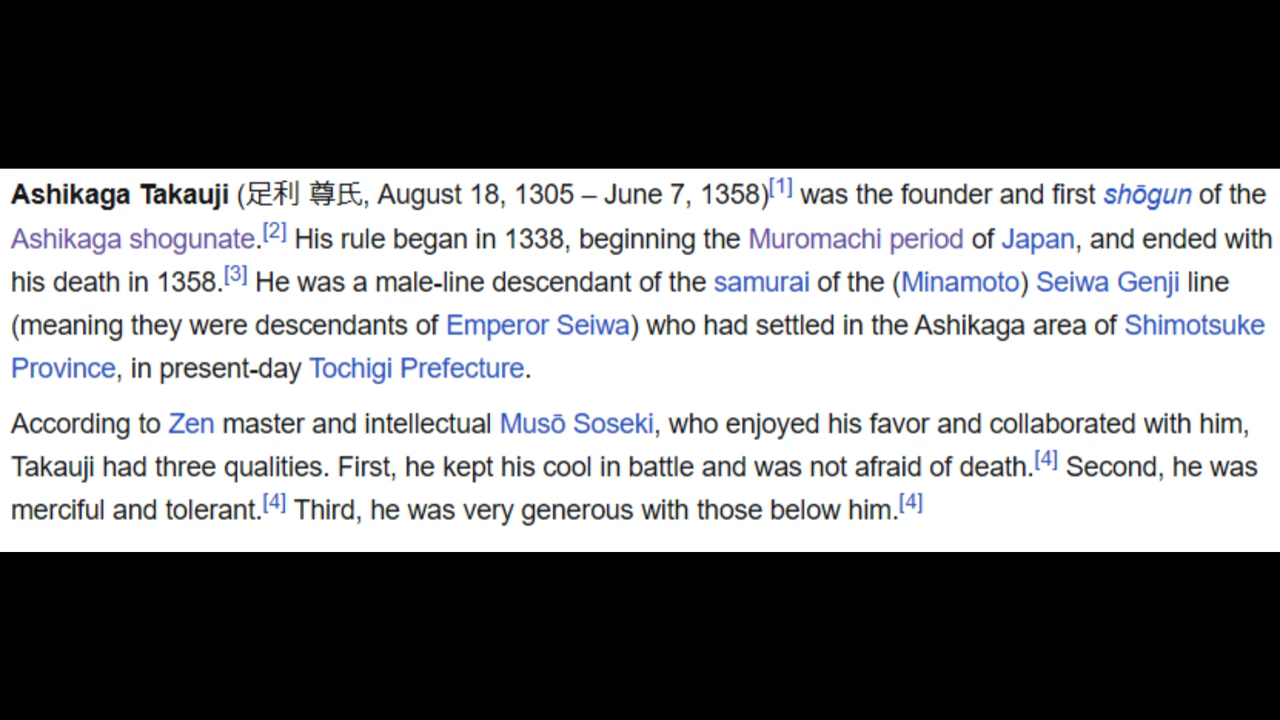 Ashikaga Takauji (足利 尊氏, August 18, 1305 – June 7, 1358)[1] was the founder and first shōgun of the
Ashikaga shogunate.[2] His rule began in 1338, beginning the Muromachi period of Japan, and ended with
his death in 1358.[3] He was a male-line descendant of the samurai of the (Minamoto) Seiwa Genji line
(meaning they were descendants of Emperor Seiwa) who had settled in the Ashikaga area of Shimotsuke
Province, in present-day Tochigi Prefecture.
According to Zen master and intellectual Musō Soseki, who enjoyed his favor and collaborated with him,
Takauji had three qualities. First, he kept his cool in battle and was not afraid of death.[4] Second, he was
merciful and tolerant.[4] Third, he was very generous with those below him.[4]